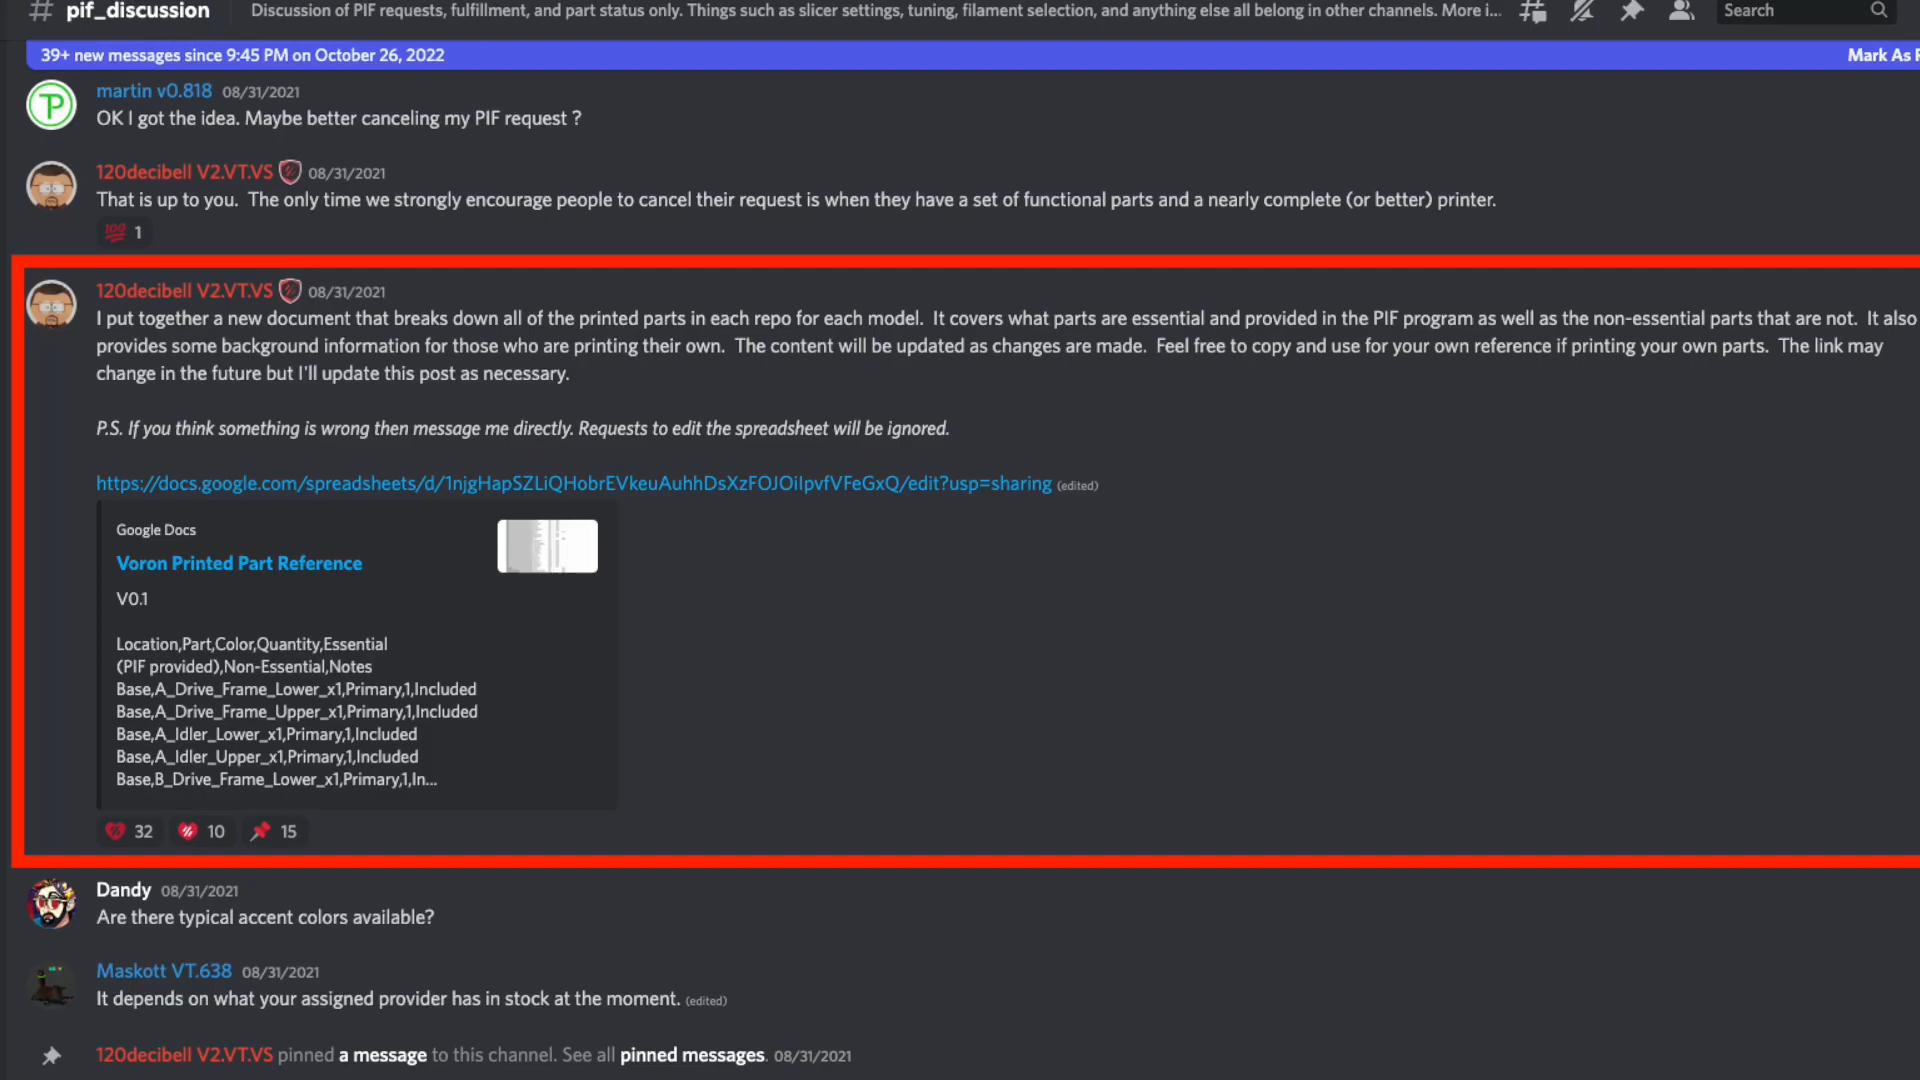 # pif_discussion
Discussion of PIF requests, fulfillment, and part status only. Things such as slicer settings, tuning, filament selection, and anything else all belong in other channels. More i...
Search
39+ new messages since 9:45 PM on October 26, 2022
Mark As
martin v0.818 08/31/2021
OK I got the idea. Maybe better canceling my PIF request ?
120decibell V2.VT.VS 08/31/2021
That is up to you. The only time we strongly encourage people to cancel their request is when they have a set of functional parts and a nearly complete (or better) printer.
100 1
120decibell V2.VT.VS 08/31/2021
I put together a new document that breaks down all of the printed parts in each repo for each model. It covers what parts are essential and provided in the PIF program as well as the non-essential parts that are not. It also
provides some background information for those who are printing their own. The content will be updated as changes are made. Feel free to copy and use for your own reference if printing your own parts. The link may
change in the future but I'll update this post as necessary.
P.S. If you think something is wrong then message me directly. Requests to edit the spreadsheet will be ignored.
https://docs.google.com/spreadsheets/d/1njgHapSZLiQHobrEVkeuAuhhDsXzFOJOiIpvfVFeGxQ/edit?usp=sharing (edited)
Google Docs
Voron Printed Part Reference
V0.1
Location,Part,Color,Quantity,Essential
(PIF provided),Non-Essential,Notes
Base,A_Drive_Frame_Lower_x1,Primary,1,Included
Base,A_Drive_Frame_Upper_x1,Primary,1,Included
Base,A_Idler_Lower_x1,Primary,1,Included
Base,A_Idler_Upper_x1,Primary,1,Included
Base,B_Drive_Frame_Lower_x1,Primary,1,In...
32 10 15
Dandy 08/31/2021
Are there typical accent colors available?
Maskott VT.638 08/31/2021
It depends on what your assigned provider has in stock at the moment. (edited)
120decibell V2.VT.VS pinned a message to this channel. See all pinned messages. 08/31/2021